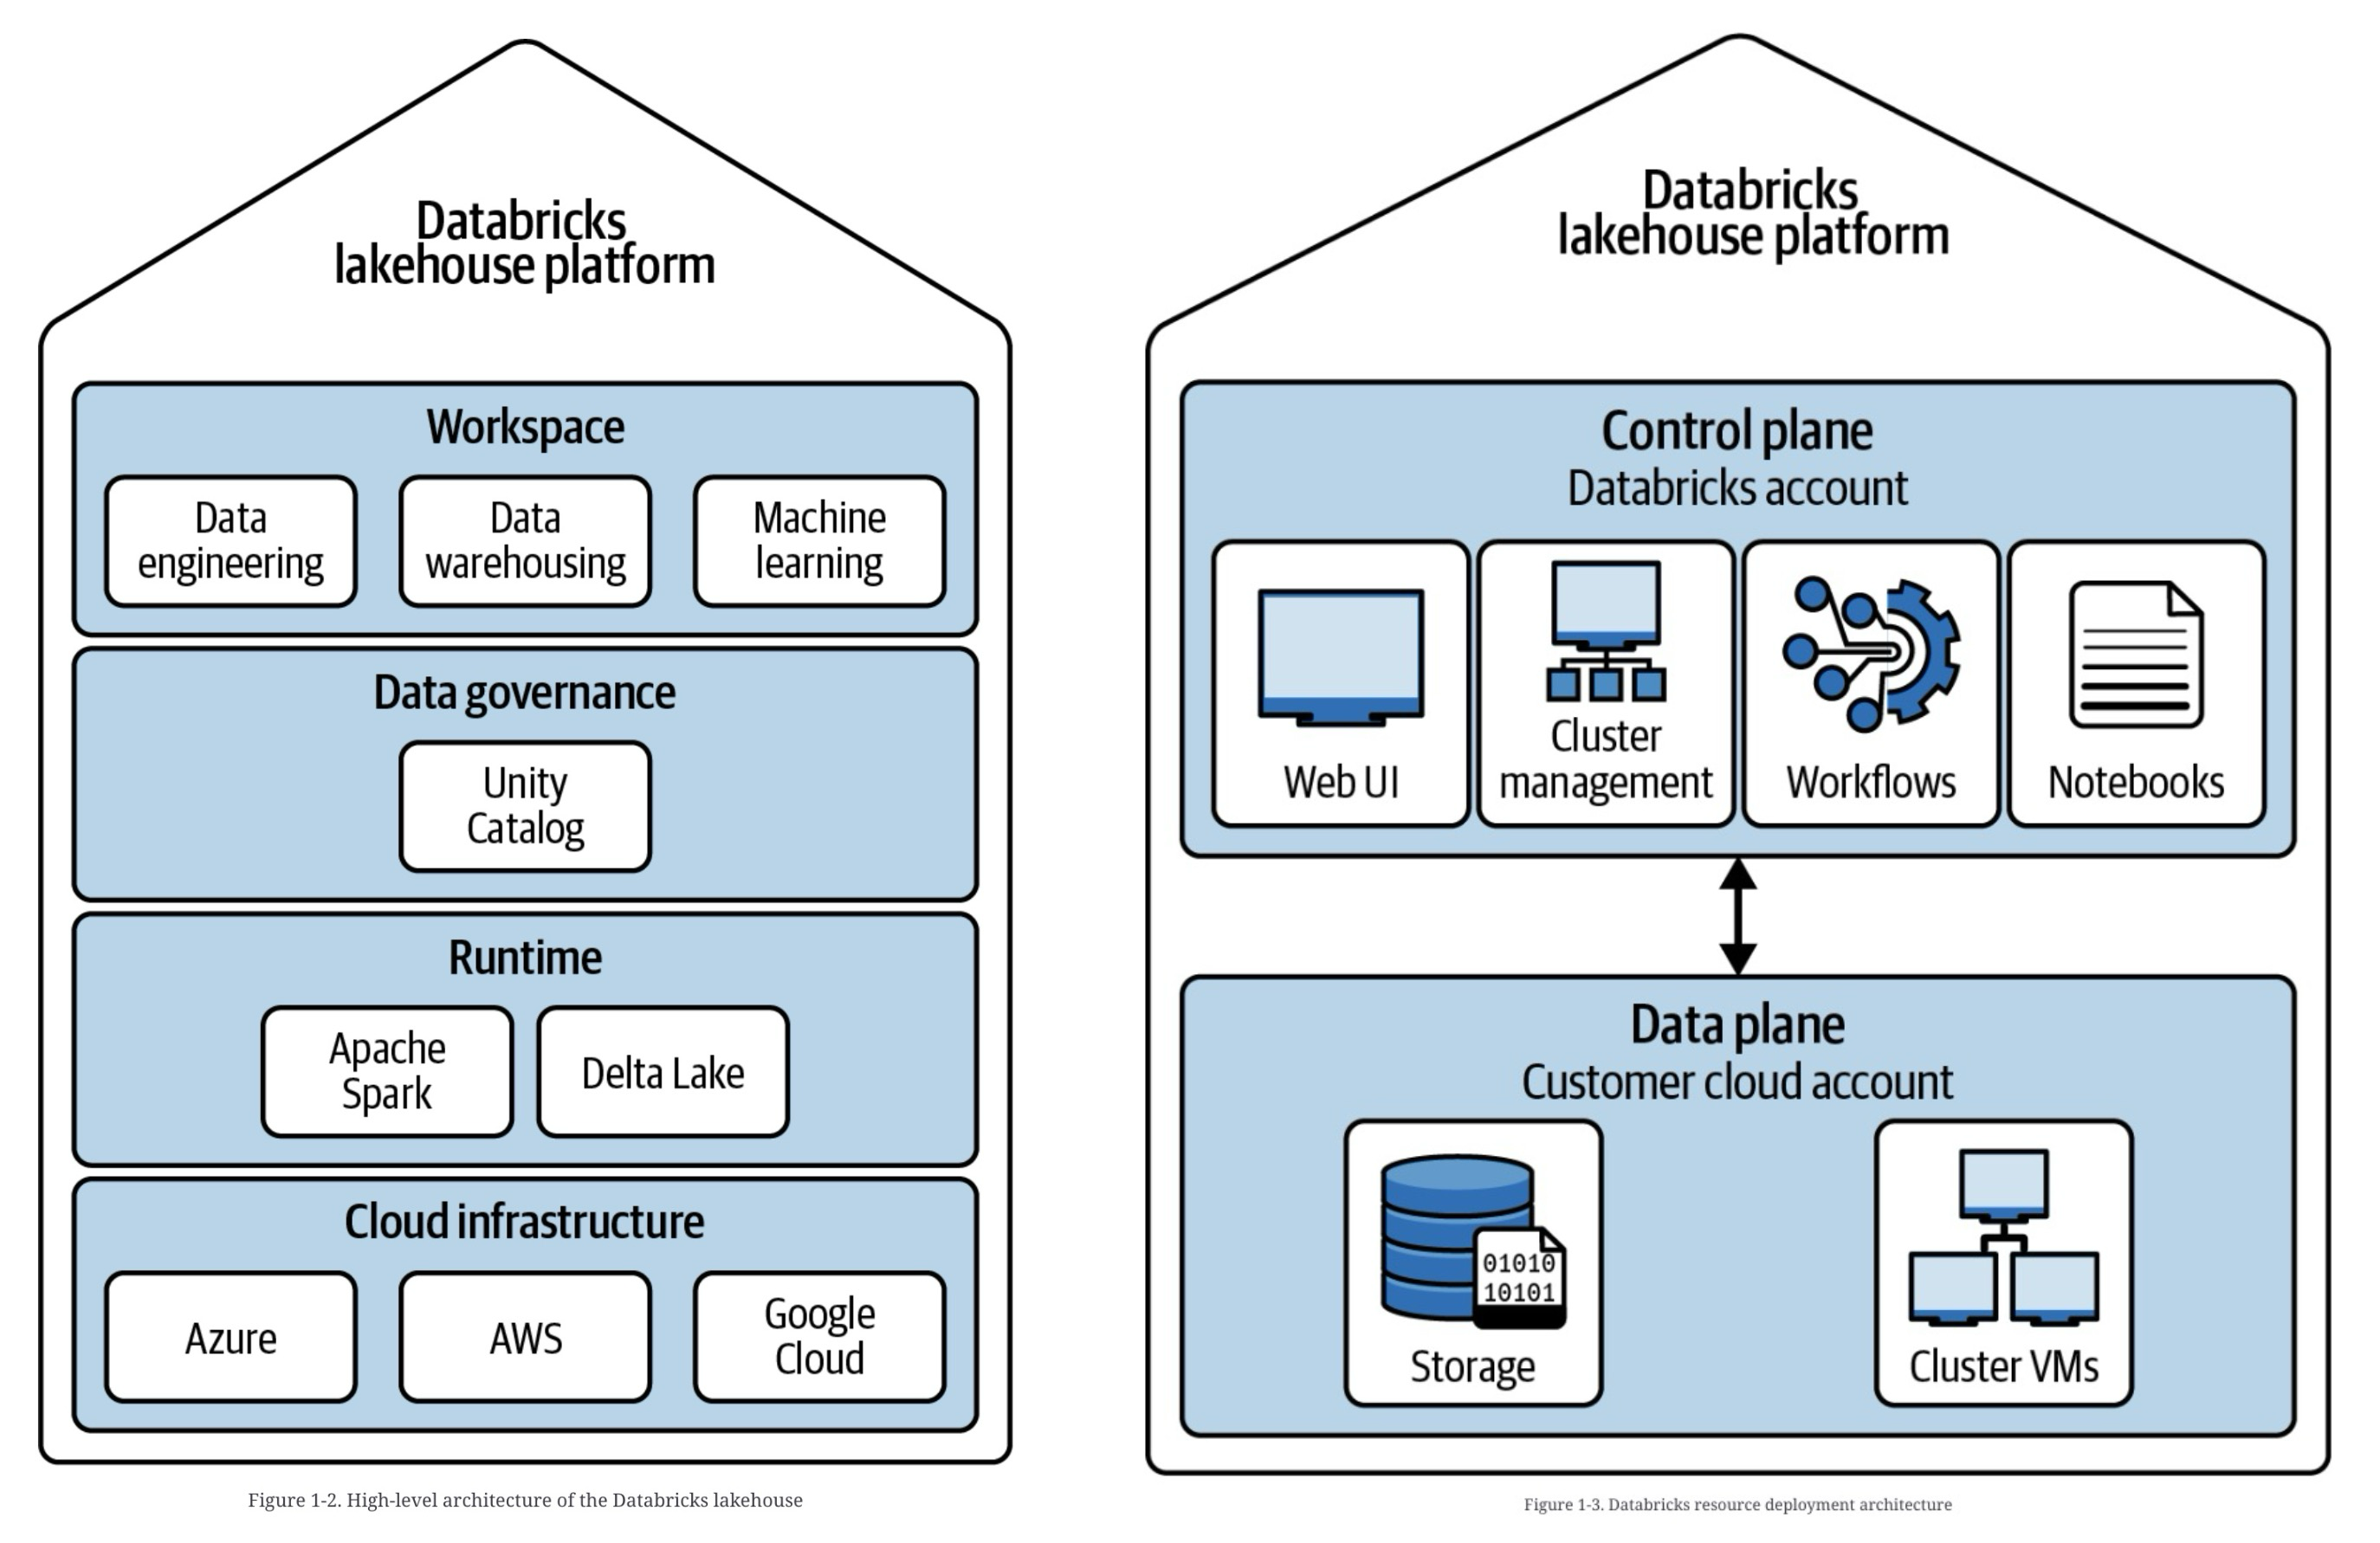 Databricks
lakehouse platform
Workspace
Data
engineering
Data
warehousing
Machine
learning
Data governance
Unity
Catalog
Runtime
Apache
Spark
Delta Lake
Cloud infrastructure
Azure
AWS
Google
Cloud
Figure 1-2. High-level architecture of the Databricks lakehouse
Databricks
lakehouse platform
Control plane
Databricks account
Web UI
Cluster
management
Workflows
Notebooks
Data plane
Customer cloud account
01010
10101
Storage
Cluster VMs
Figure 1-3. Databricks resource deployment architecture